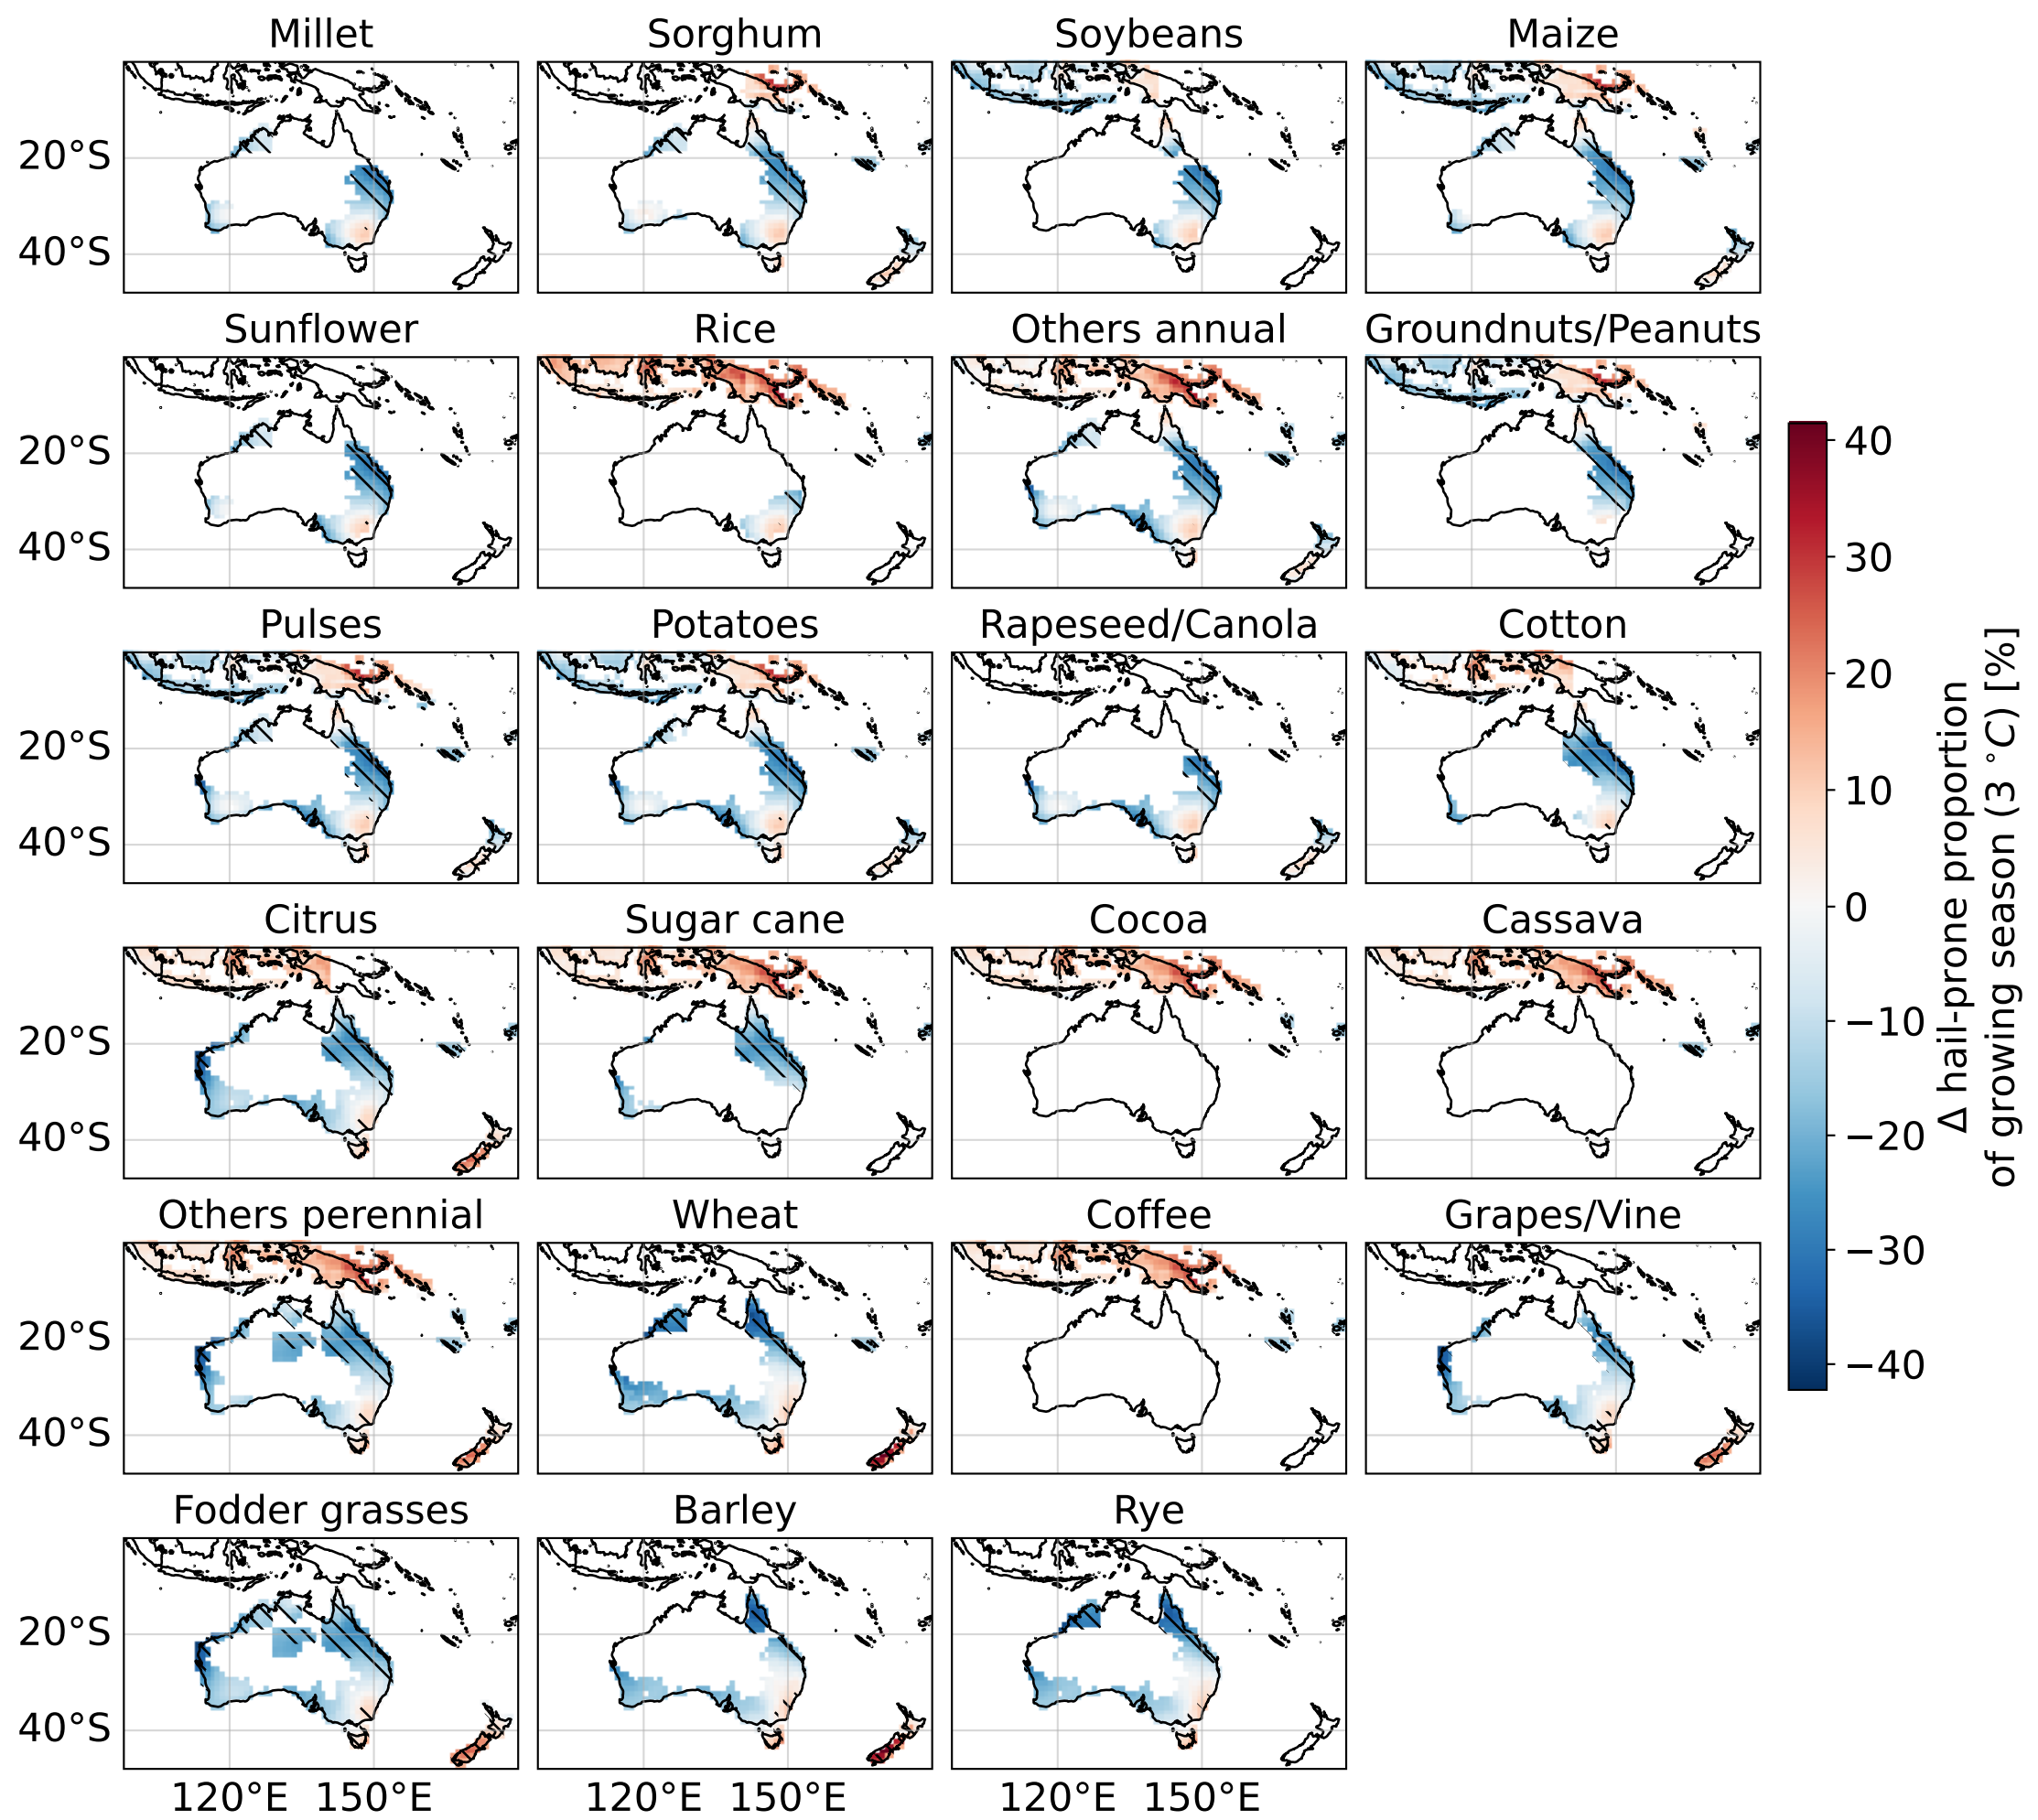 Millet Sorghum Soybeans Maize
20°S
40°S
Sunflower Rice Others annual Groundnuts/Peanuts
20°S
40°S
Pulses Potatoes Rapeseed/Canola Cotton
20°S
40°S
Citrus Sugar cane Cocoa Cassava
20°S
40°S
Others perennial Wheat Coffee Grapes/Vine
20°S
40°S
Fodder grasses Barley Rye
20°S
40°S
120°E 150°E 120°E 150°E 120°E 150°E
40
30
20
10
0
−10
−20
−30
−40
Δ hail-prone proportion
of growing season (3 °C) [%]